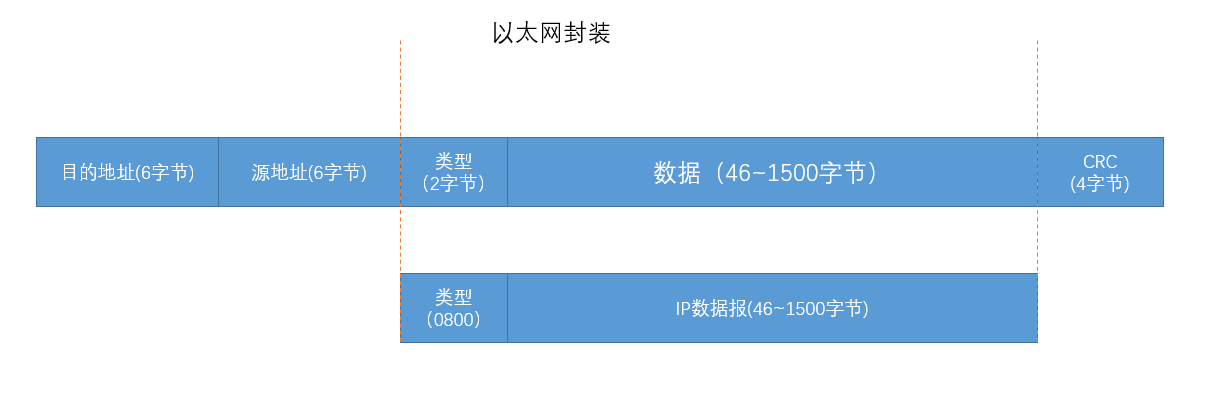 以太网封装
目的地址(6字节)
源地址(6字节)
类型
（2字节）
数据（46~1500字节）
CRC
(4字节)
类型
（0800）
IP数据报(46~1500字节)